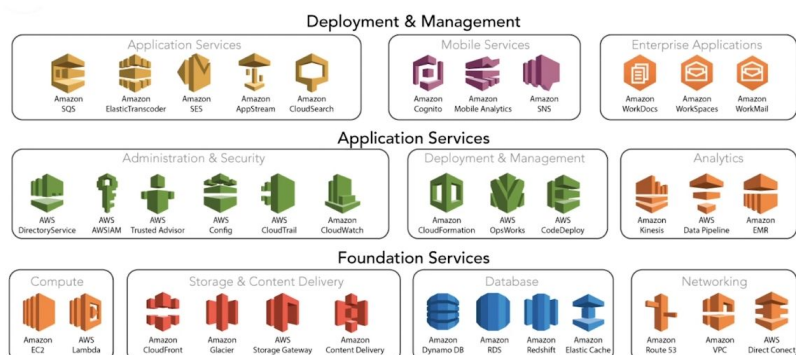 Deployment & Management
Application Services
Mobile Services
Enterprise Applications
Amazon SQS
Amazon ElasticTranscoder
Amazon SES
Amazon AppStream
Amazon CloudSearch
Amazon Cognito
Amazon Mobile Analytics
Amazon SNS
Amazon WorkDocs
Amazon WorkSpaces
Amazon WorkMail
Application Services
Administration & Security
Deployment & Management
Analytics
AWS DirectoryService
AWS AWSIAM
AWS Trusted Advisor
AWS Config
AWS CloudTrail
Amazon CloudWatch
Amazon CloudFormation
AWS OpsWorks
AWS CodeDeploy
Amazon Kinesis
AWS Data Pipeline
Amazon EMR
Foundation Services
Compute
Storage & Content Delivery
Database
Networking
Amazon EC2
AWS Lambda
Amazon CloudFront
Amazon Glacier
AWS Storage Gateway
Amazon Content Delivery
Amazon Dynamo DB
Amazon RDS
Amazon Redshift
Amazon Elastic Cache
Amazon Route 53
Amazon VPC
AWS Direct Conect